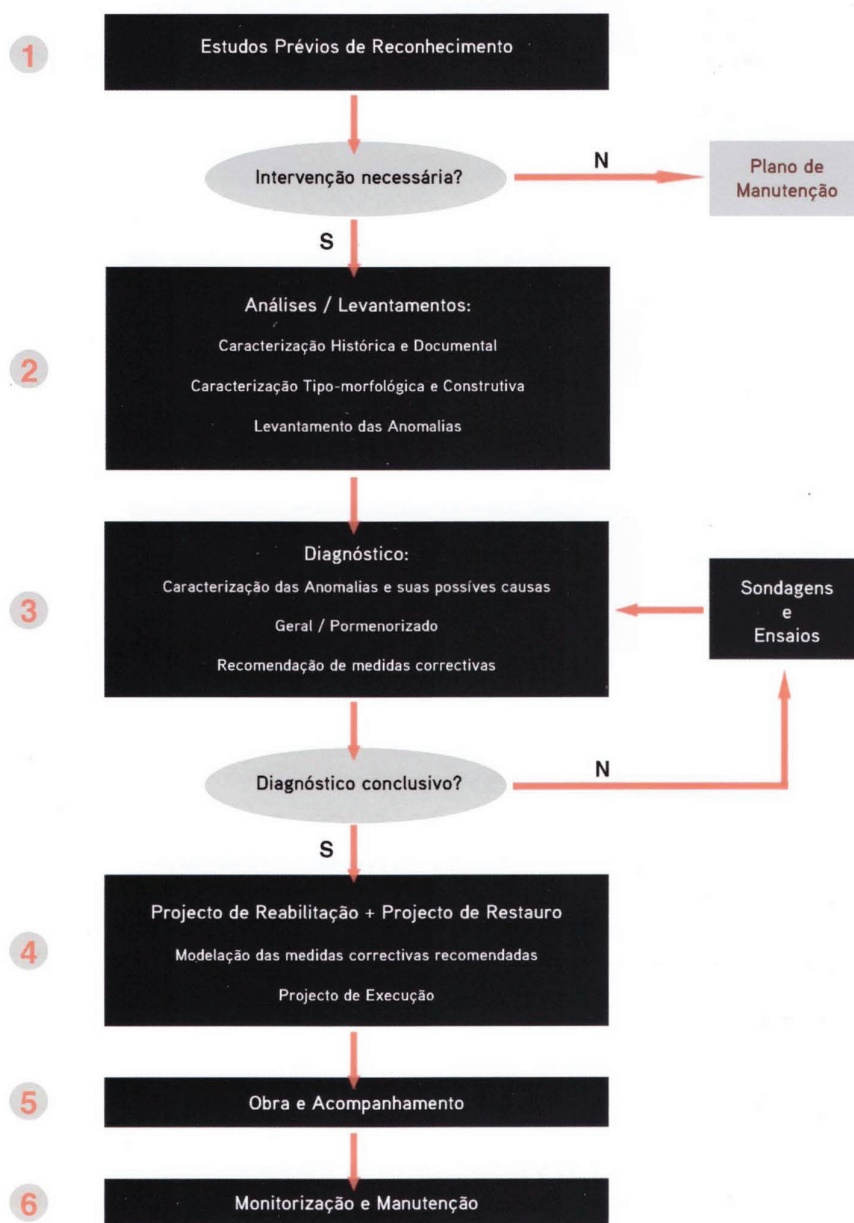 1
Estudos Prévios de Reconhecimento
Intervenção necessária?
N
Plano de
Manutenção
S
2
Análises / Levantamentos:
Caracterização Histórica e Documental
Caracterização Tipo-morfológica e Construtiva
Levantamento das Anomalias
3
Diagnóstico:
Caracterização das Anomalias e suas possíves causas
Geral / Pormenorizado
Recomendação de medidas correctivas
Sondagens
e
Ensaios
Diagnóstico conclusivo?
N
S
4
Projecto de Reabilitação + Projecto de Restauro
Modelação das medidas correctivas recomendadas
Projecto de Execução
5
Obra e Acompanhamento
6
Monitorização e Manutenção